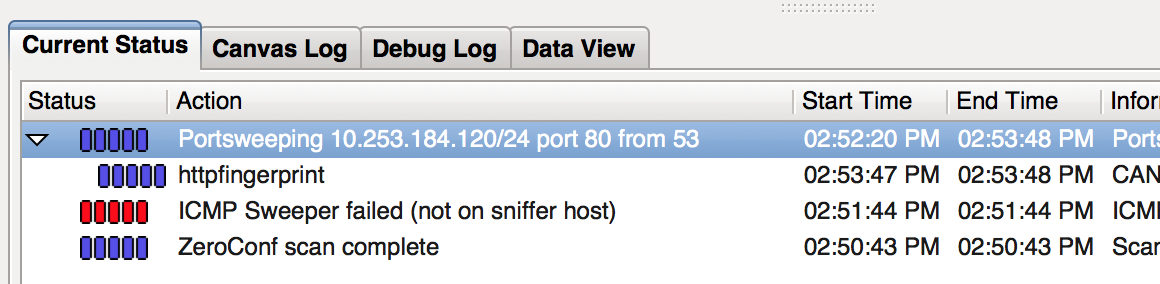 Current Status Canvas Log Debug Log Data View
Status Action Start Time End Time Infor
Portsweeping 10.253.184.120/24 port 80 from 53 02:52:20 PM 02:53:48 PM Ports
httpfingerprint 02:53:47 PM 02:53:48 PM CAN
ICMP Sweeper failed (not on sniffer host) 02:51:44 PM 02:51:44 PM ICMI
ZeroConf scan complete 02:50:43 PM 02:50:43 PM Scar